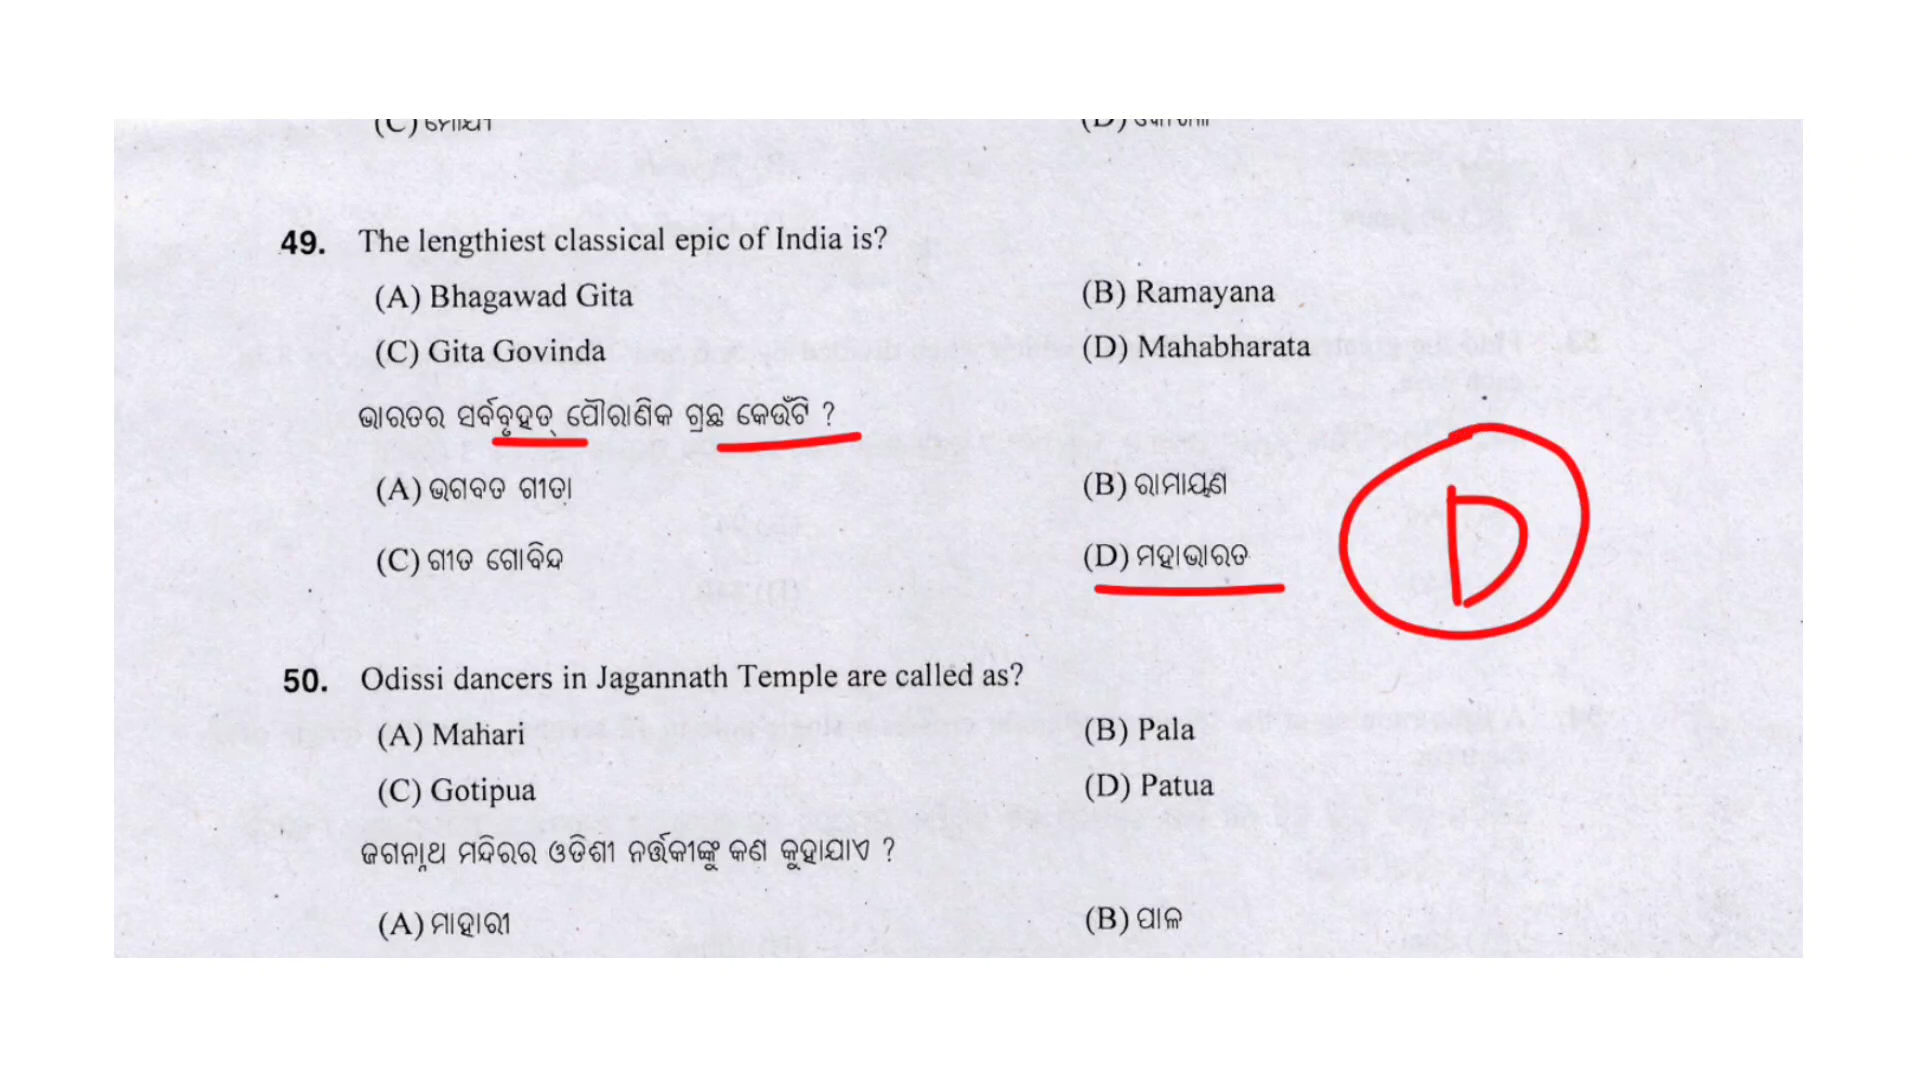 49. The lengthiest classical epic of India is?
(A) Bhagawad Gita (B) Ramayana
(C) Gita Govinda (D) Mahabharata
ଭାରତର ସର୍ବବୃହତ୍ ପୌରାଣିକ ଗ୍ରନ୍ଥ କେଉଁଟି ?
(A) ଭଗବତ ଗୀତା (B) ରାମାୟଣ
(C) ଗୀତ ଗୋବିନ୍ଦ (D) ମହାଭାରତ
D
50. Odissi dancers in Jagannath Temple are called as?
(A) Mahari (B) Pala
(C) Gotipua (D) Patua
ଜଗନ୍ନାଥ ମନ୍ଦିରର ଓଡିଶୀ ନର୍ତ୍ତକୀଙ୍କୁ କଣ କୁହାଯାଏ ?
(A) ମାହାରୀ (B) ପାଳ